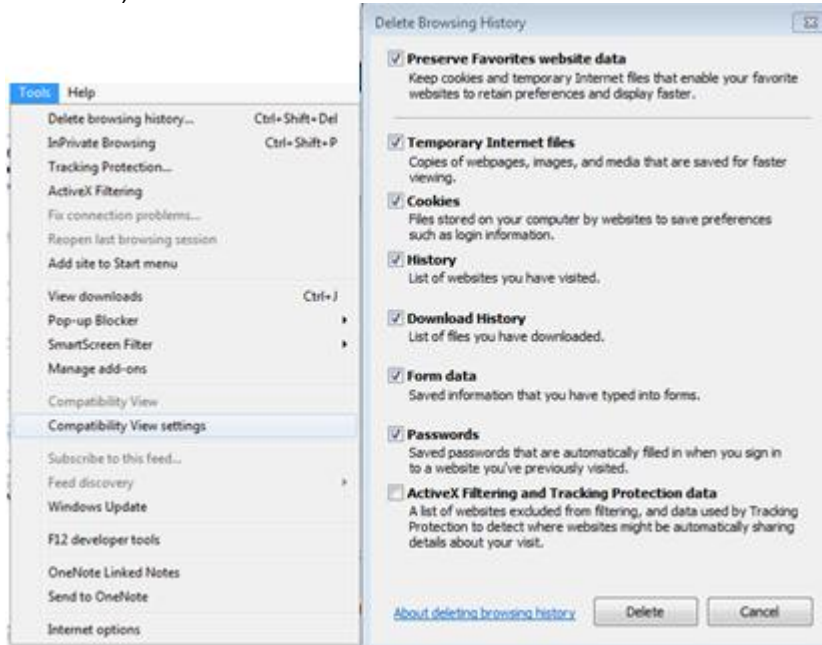 Tools Help
Delete browsing history... Ctrl+Shift+Del
InPrivate Browsing Ctrl+Shift+P
Tracking Protection...
ActiveX Filtering
Fix connection problems...
Reopen last browsing session
Add site to Start menu
View downloads Ctrl+J
Pop-up Blocker
SmartScreen Filter
Manage add-ons
Compatibility View
Compatibility View settings
Subscribe to this feed...
Feed discovery
Windows Update
F12 developer tools
OneNote Linked Notes
Send to OneNote
Internet options
Delete Browsing History
Preserve Favorites website data
Keep cookies and temporary Internet files that enable your favorite
websites to retain preferences and display faster.
Temporary Internet files
Copies of webpages, images, and media that are saved for faster
viewing.
Cookies
Files stored on your computer by websites to save preferences
such as login information.
History
List of websites you have visited.
Download History
List of files you have downloaded.
Form data
Saved information that you have typed into forms.
Passwords
Saved passwords that are automatically filled in when you sign in
to a website you've previously visited.
ActiveX Filtering and Tracking Protection data
A list of websites excluded from filtering, and data used by Tracking
Protection to detect where websites might be automatically sharing
details about your visit.
About deleting browsing history Delete Cancel